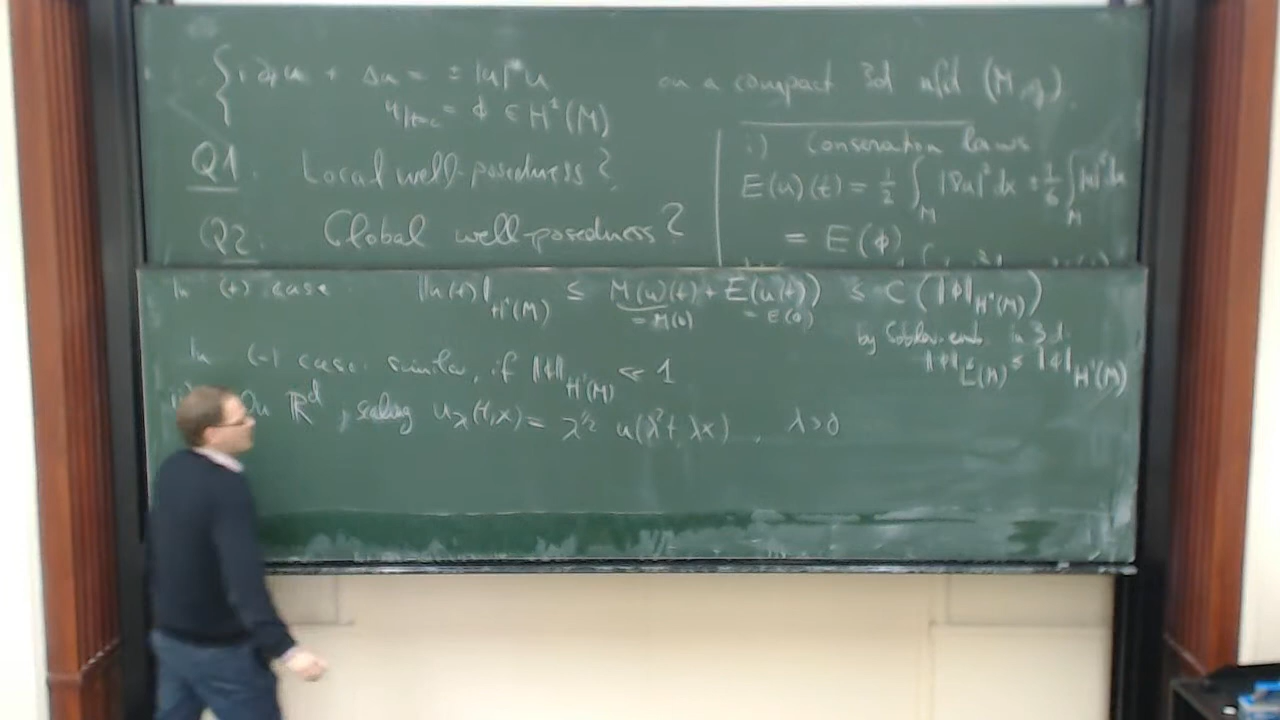 { i ∂ₜu + Δu = ± |u|⁴u on a compact 3d mfd (M,g).
u|ₜ₌₀ = ϕ ∈ H¹(M)
Q1. Local well-posedness?
Q2. Global well-posedness?
i) Conservation laws
E(u)(t) = 1/2 ∫_M |∇u|² dx ± 1/6 ∫_M |u|⁶ dx
= E(ϕ)
In (+) case ‖u(t)‖_H¹(M) ≤ M(u)(t) + E(u(t)) ≤ C(‖ϕ‖_H¹(M))
= M(0) = E(0)
by Sobolev emb. in 3d
‖ϕ‖_L⁶(M) ≤ ‖ϕ‖_H¹(M)
In (-) case similar, if ‖ϕ‖_H¹(M) ≪ 1
On ℝᵈ, scaling u_λ(t,x) = λ^½ u(λ²t, λx), λ>0